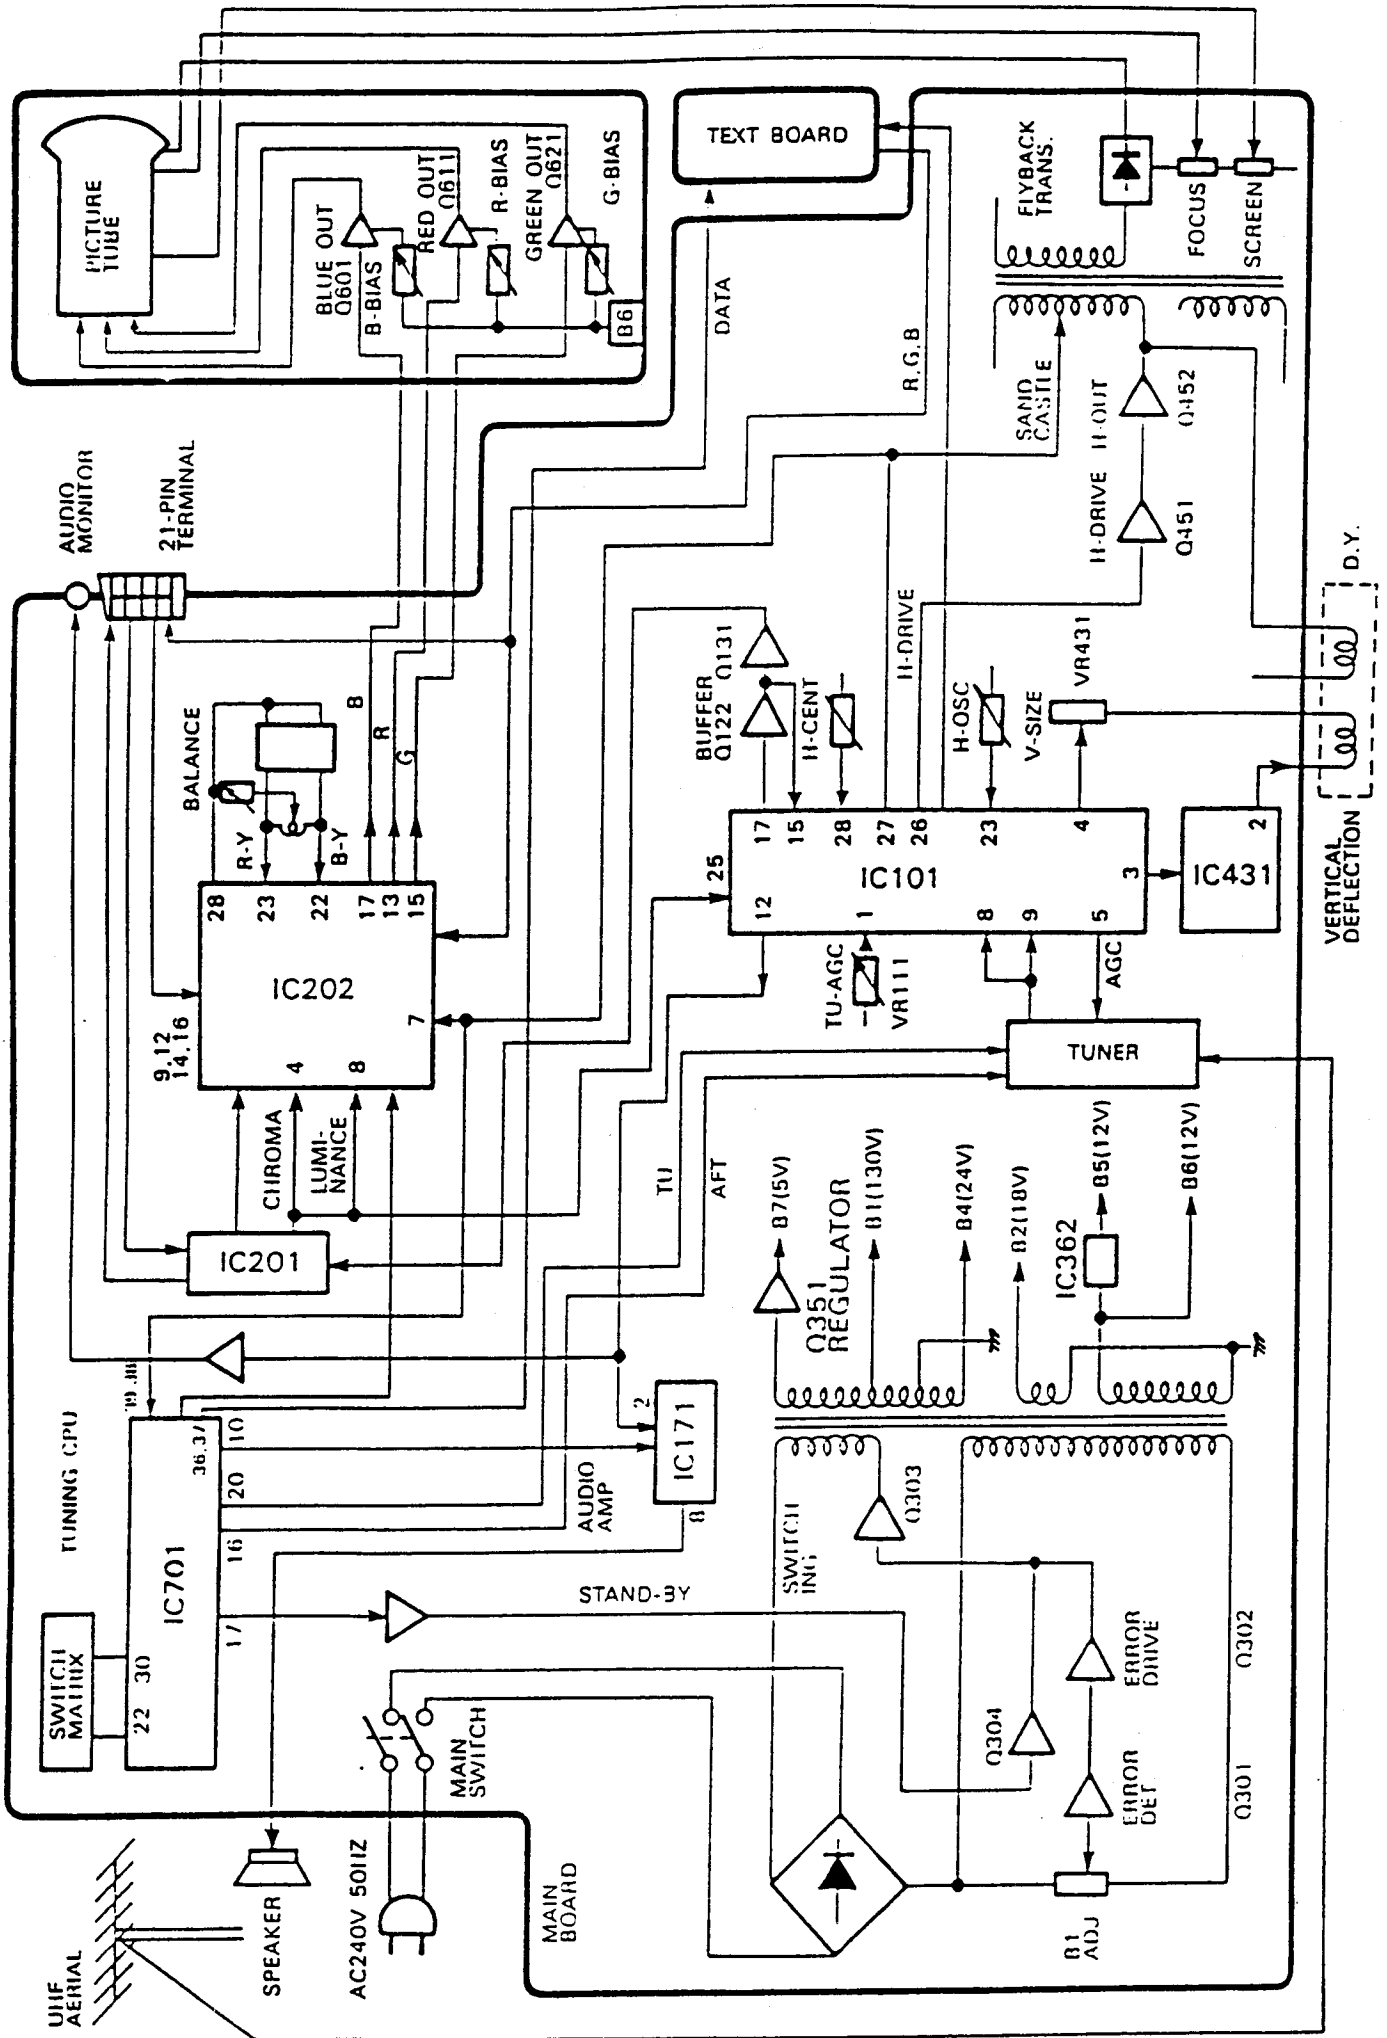 UHF
AERIAL
SPEAKER
AC240V 50HZ
MAIN
BOARD
MAIN
SWITCH
SWITCH
MATRIX
22 30
IC701
TUNING CPU
36.37
17
16
20
10
STAND-BY
AUDIO
AMP
IC171
2
8
IC201
CHROMA
LUMI-
NANCE
9.12
14.16
4
8
7
IC202
28
23
22
17
13
15
R-Y
B-Y
BALANCE
B
R
G
AUDIO
MONITOR
21-PIN
TERMINAL
PICTURE
TUBE
BLUE OUT
Q601
B-BIAS
RED OUT
Q611
R-BIAS
GREEN OUT
Q621
G-BIAS
B6
TEXT BOARD
DATA
R.G.B
TU
AFT
B1
ADJ
ERROR
DET
Q301
ERROR
DRIVE
Q302
Q304
Q303
SWITCH
ING
Q351
REGULATOR
B7(5V)
B1(130V)
B4(24V)
B2(18V)
IC362
B5(12V)
B6(12V)
TUNER
AGC
TU-AGC
VR111
12
1
8
9
5
25
IC101
17
15
28
27
26
23
4
3
IC431
2
BUFFER
Q122
Q131
H-CENT
H-DRIVE
H-OSC
V-SIZE
VR431
VERTICAL
DEFLECTION
D.Y.
H-DRIVE
Q451
H-OUT
Q452
SAND
CASTLE
FLYBACK
TRANS.
FOCUS
SCREEN